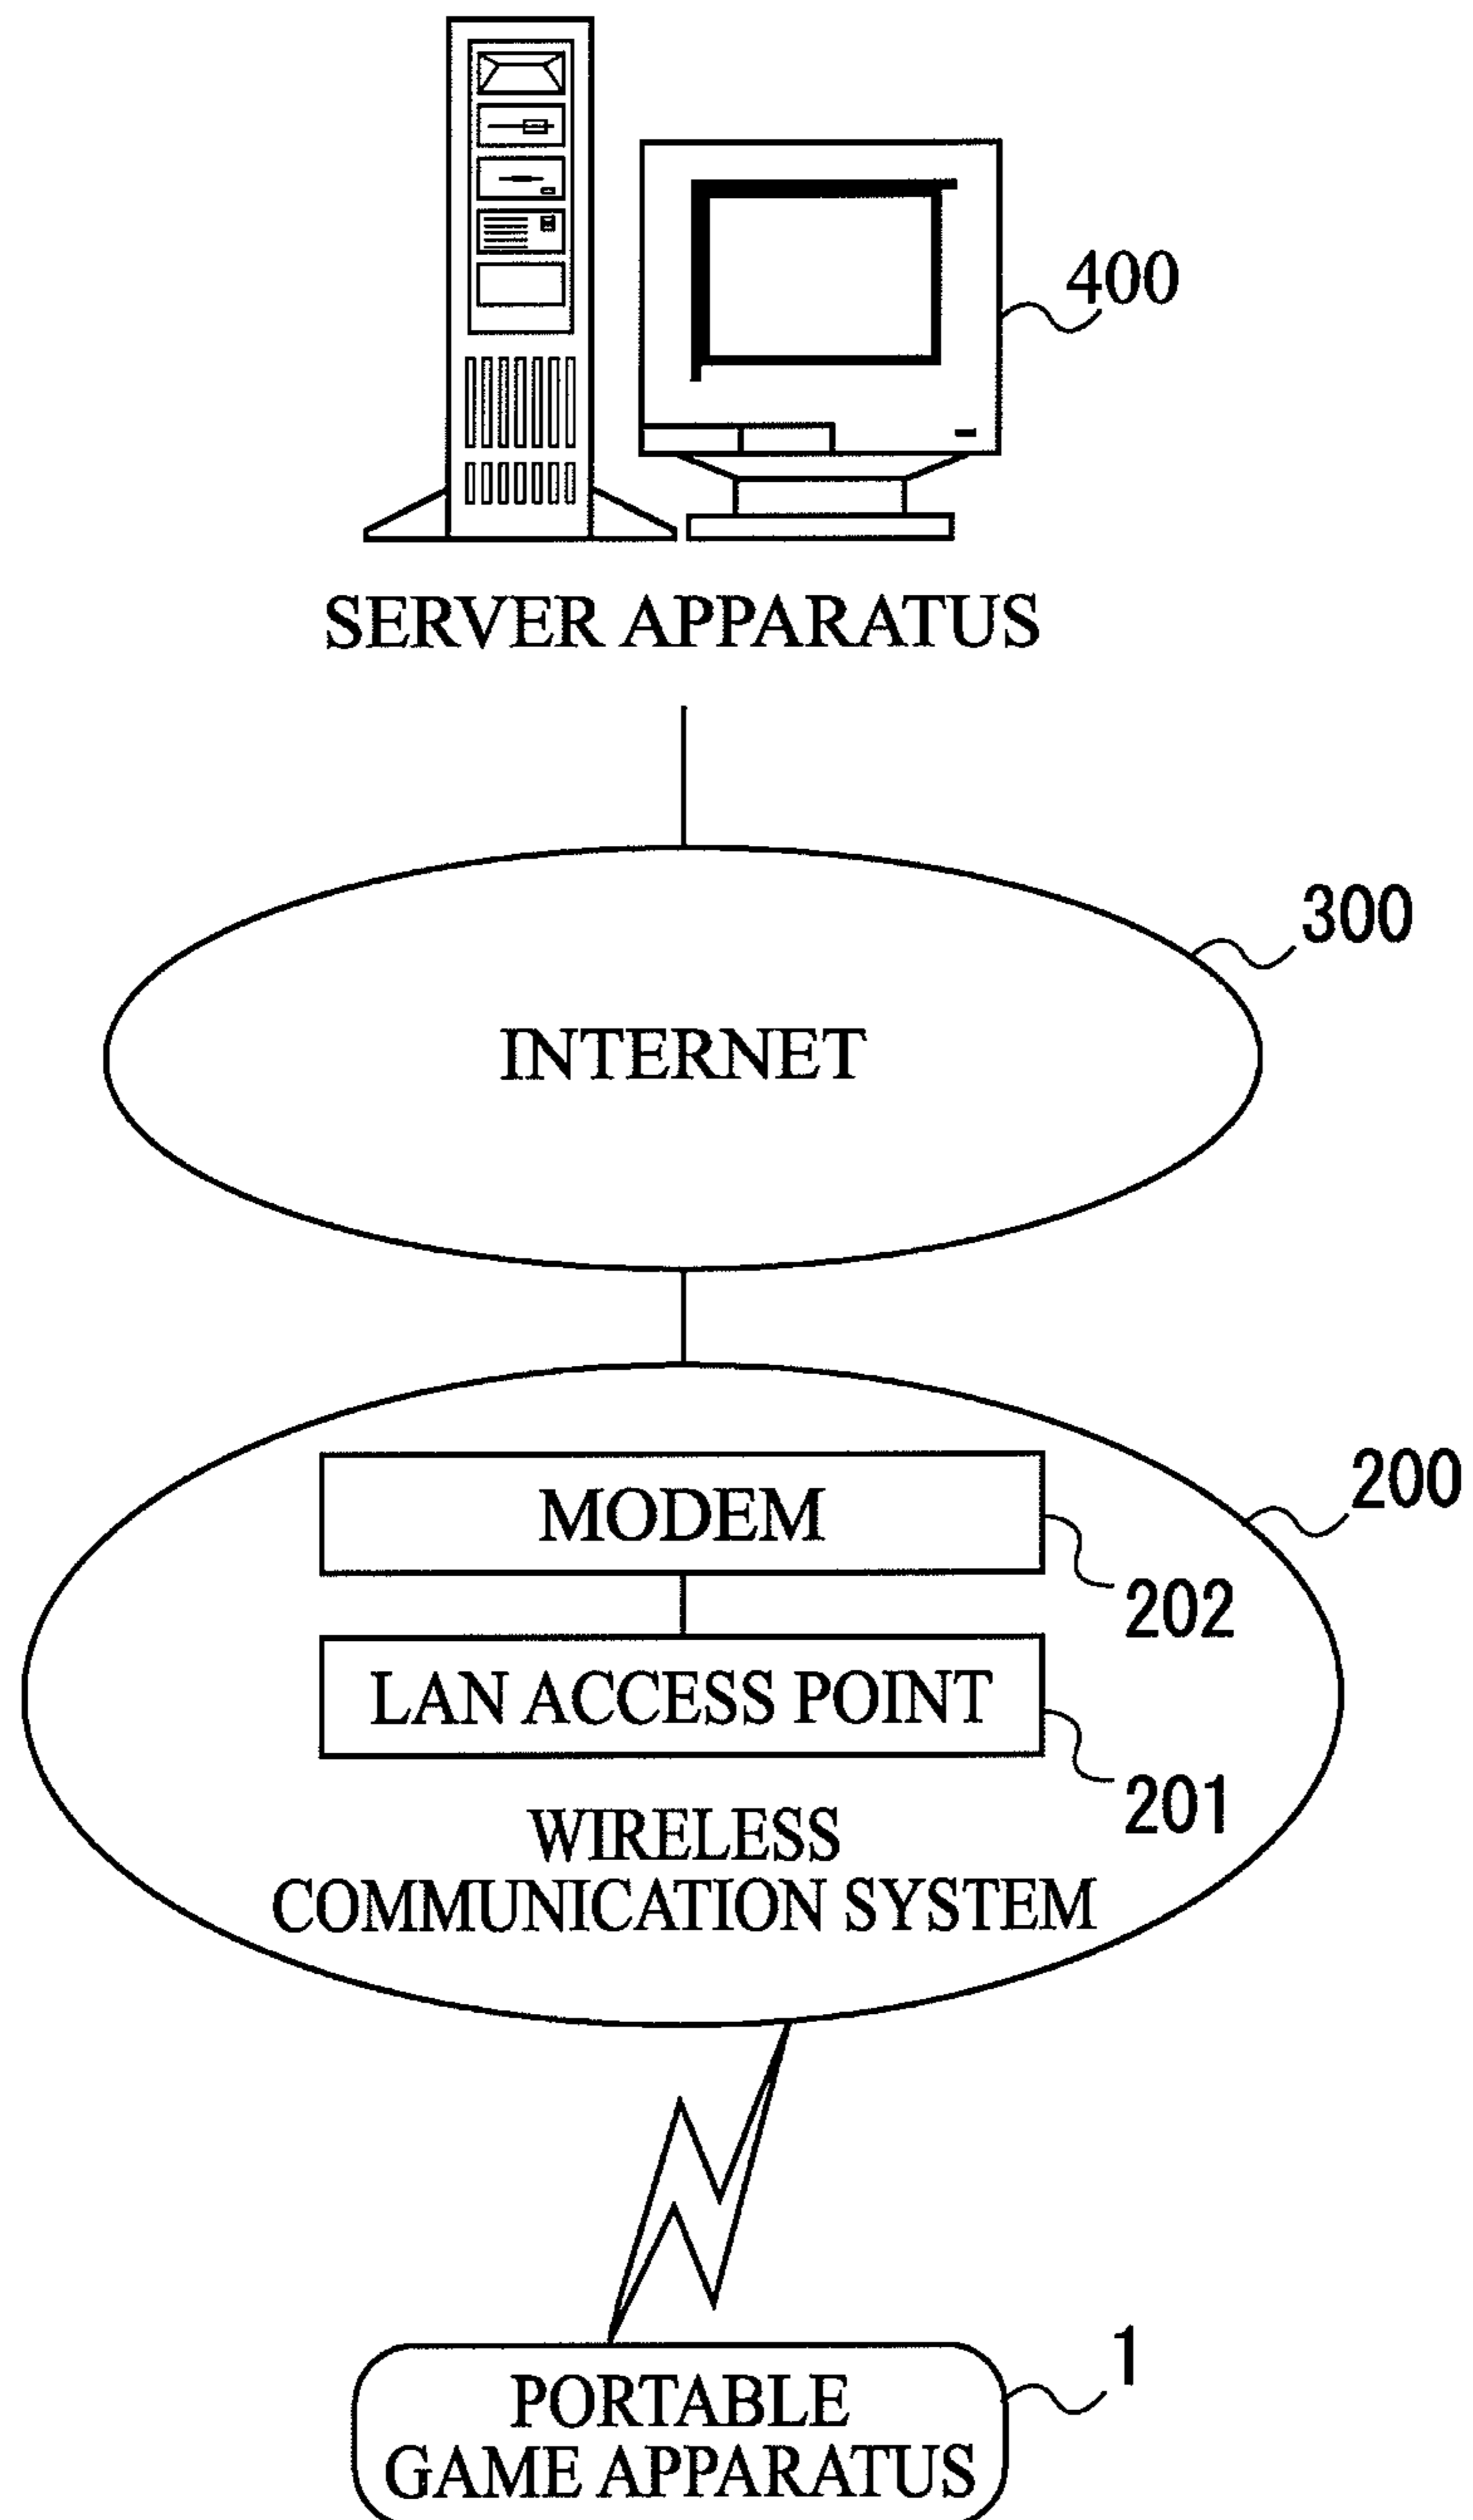 400
SERVER APPARATUS
300
INTERNET
200
MODEM
202
LAN ACCESS POINT
201
WIRELESS
COMMUNICATION SYSTEM
1
PORTABLE
GAME APPARATUS